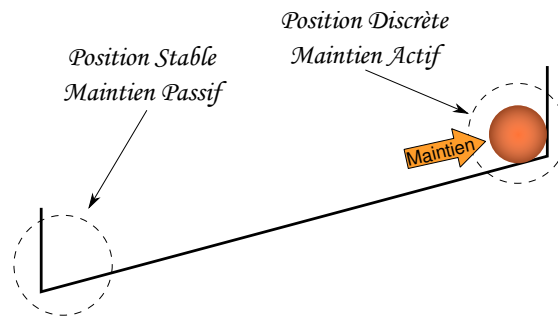 Position Stable
Maintien Passif
Position Discrète
Maintien Actif
Maintien